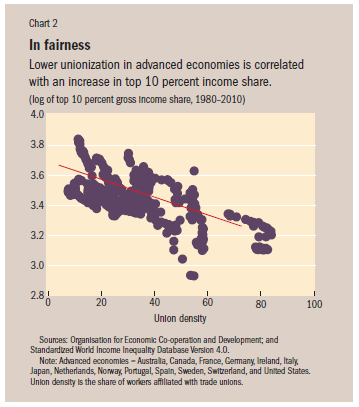 Chart 2
In fairness
Lower unionization in advanced economies is correlated
with an increase in top 10 percent income share.
(log of top 10 percent gross income share, 1980–2010)
4.0
3.8
3.6
3.4
3.2
3.0
2.8
0 20 40 60 80 100
Union density
Sources: Organisation for Economic Co-operation and Development; and
Standardized World Income Inequality Database Version 4.0.
Note: Advanced economies = Australia, Canada, France, Germany, Ireland, Italy,
Japan, Netherlands, Norway, Portugal, Spain, Sweden, Switzerland, and United States.
Union density is the share of workers affiliated with trade unions.